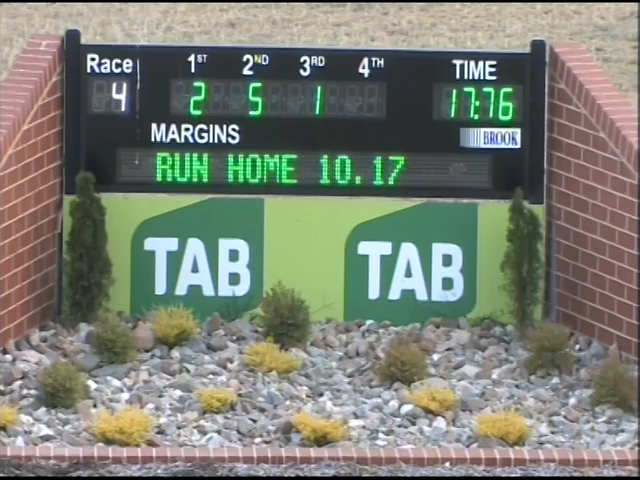 Race 1ST 2ND 3RD 4TH TIME
4 2 5 1 17.76
MARGINS BROOK
RUN HOME 10.17
TAB TAB